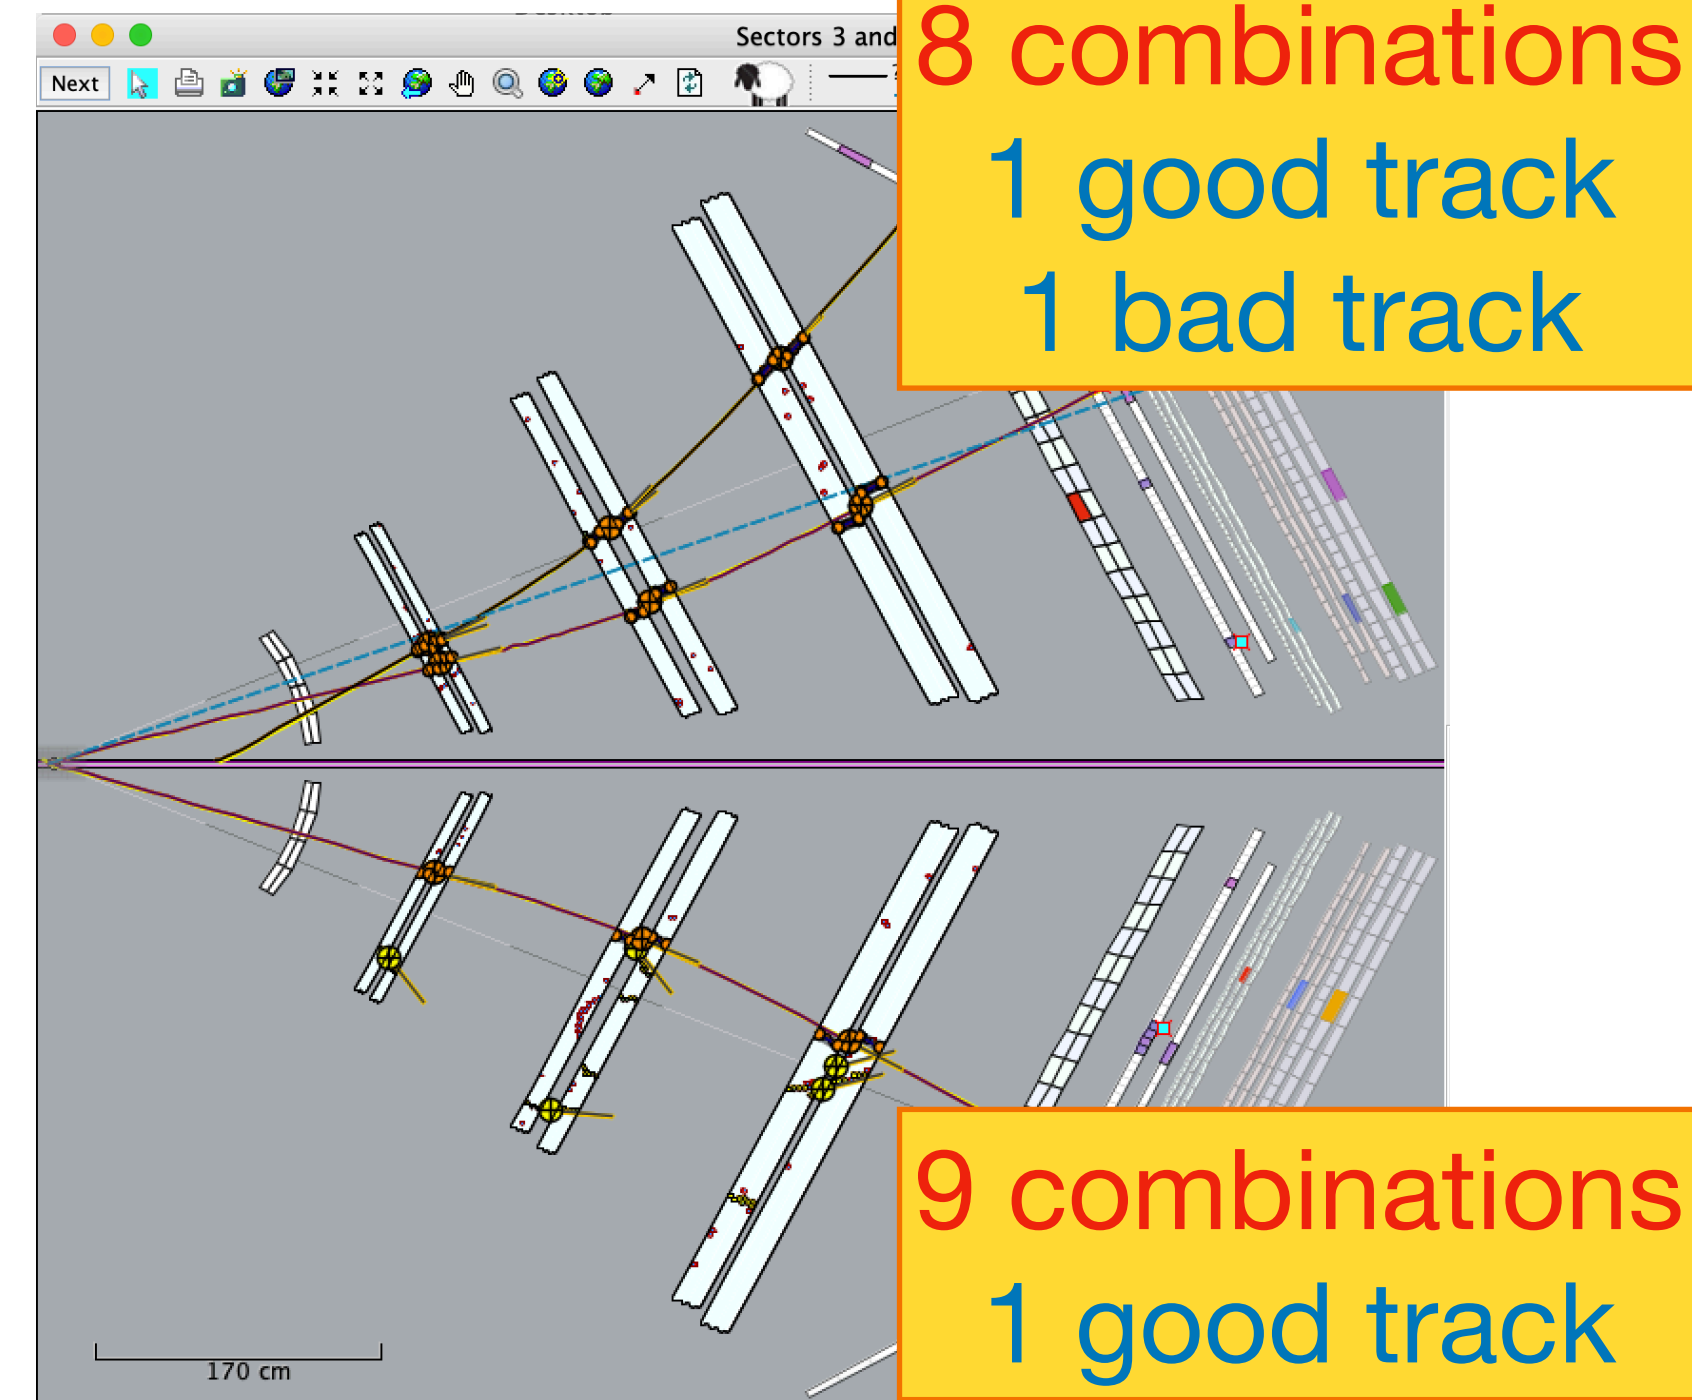 Sectors 3 and
Next
8 combinations
1 good track
1 bad track
9 combinations
1 good track
170 cm